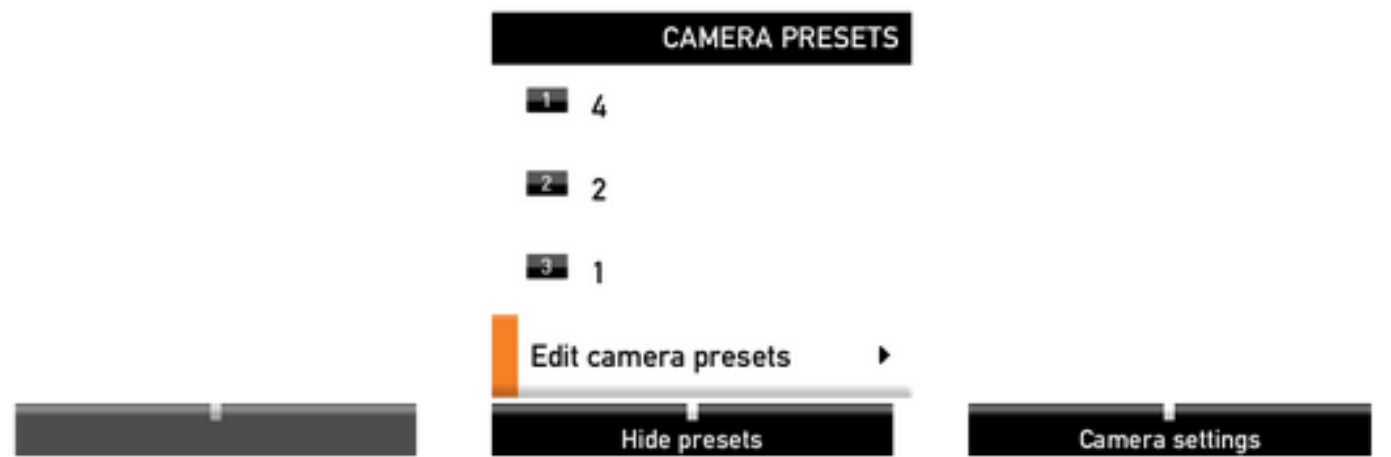 CAMERA PRESETS
1 4
2 2
3 1
Edit camera presets
Hide presets
Camera settings